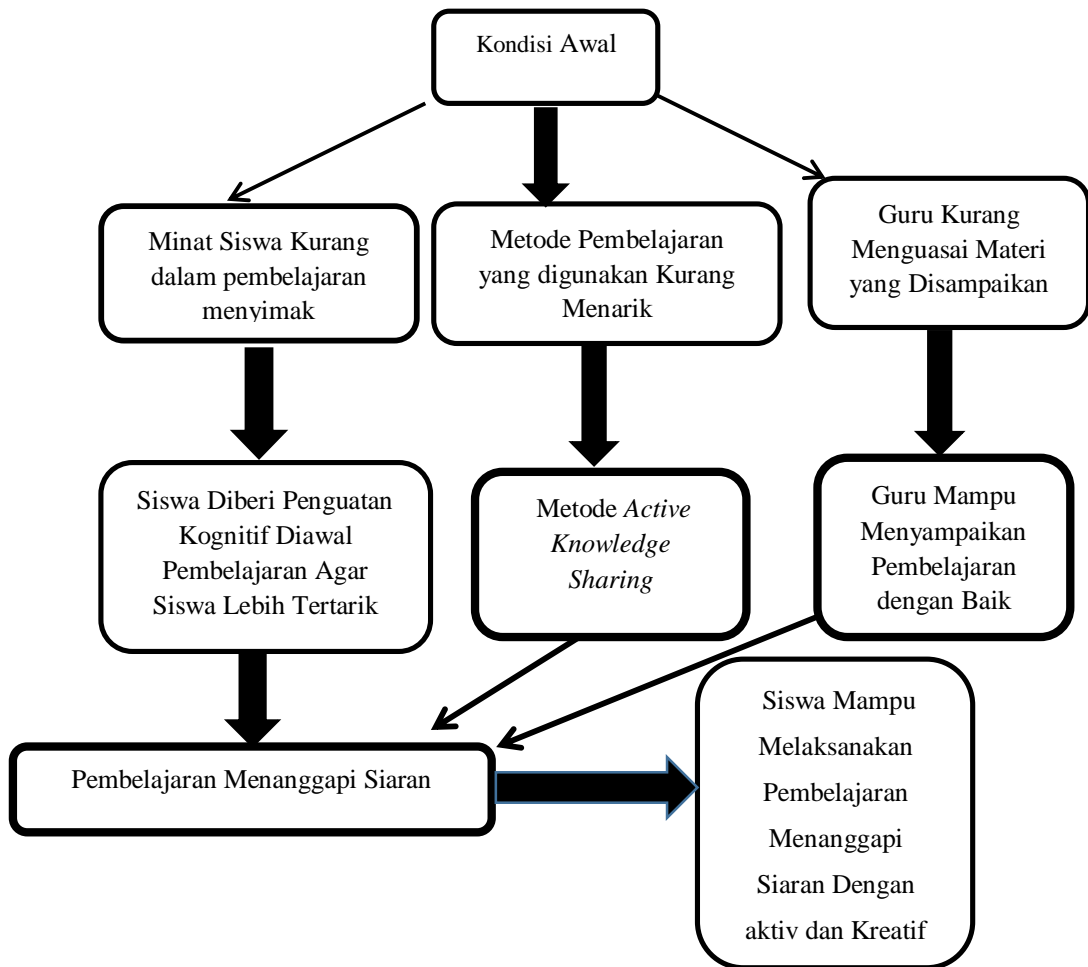 Kondisi Awal
Minat Siswa Kurang
dalam pembelajaran
menyimak
Metode Pembelajaran
yang digunakan Kurang
Menarik
Guru Kurang
Menguasai Materi
yang Disampaikan
Siswa Diberi Penguatan
Kognitif Diawal
Pembelajaran Agar
Siswa Lebih Tertarik
Metode Active
Knowledge
Sharing
Guru Mampu
Menyampaikan
Pembelajaran
dengan Baik
Pembelajaran Menanggapi Siaran
Siswa Mampu
Melaksanakan
Pembelajaran
Menanggapi
Siaran Dengan
aktiv dan Kreatif